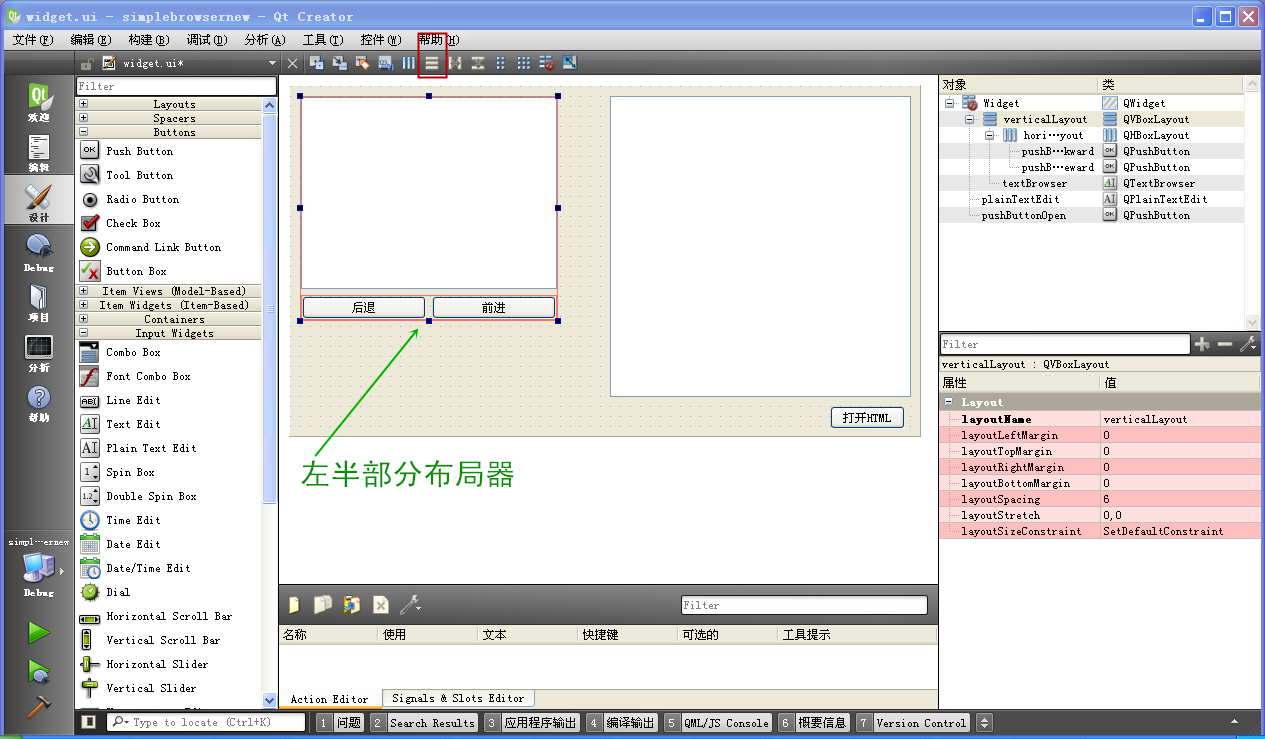 widget.ui - simplebrowsernew - Qt Creator
文件(F) 编辑(E) 构建(B) 调试(D) 分析(A) 工具(T) 控件(W) 帮助(H)
widget.ui*
欢迎
编辑
设计
Debug
项目
分析
帮助
simpl…ernew
Debug
Filter
Layouts
Spacers
Buttons
Push Button
Tool Button
Radio Button
Check Box
Command Link Button
Button Box
Item Views (Model-Based)
Item Widgets (Item-Based)
Containers
Input Widgets
Combo Box
Font Combo Box
Line Edit
Text Edit
Plain Text Edit
Spin Box
Double Spin Box
Time Edit
Date Edit
Date/Time Edit
Dial
Horizontal Scroll Bar
Vertical Scroll Bar
Horizontal Slider
Vertical Slider
后退 前进
打开HTML
左半部分布局器
对象 类
Widget QWidget
verticalLayout QVBoxLayout
hori…yout QHBoxLayout
pushB…kward QPushButton
pushB…eward QPushButton
textBrowser QTextBrowser
plainTextEdit QPlainTextEdit
pushButtonOpen QPushButton
Filter
verticalLayout : QVBoxLayout
属性 值
Layout
layoutName verticalLayout
layoutLeftMargin 0
layoutTopMargin 0
layoutRightMargin 0
layoutBottomMargin 0
layoutSpacing 6
layoutStretch 0,0
layoutSizeConstraint SetDefaultConstraint
Filter
名称 使用 文本 快捷键 可选的 工具提示
Action Editor Signals & Slots Editor
Type to locate (Ctrl+K) 1 问题 2 Search Results 3 应用程序输出 4 编译输出 5 QML/JS Console 6 概要信息 7 Version Control